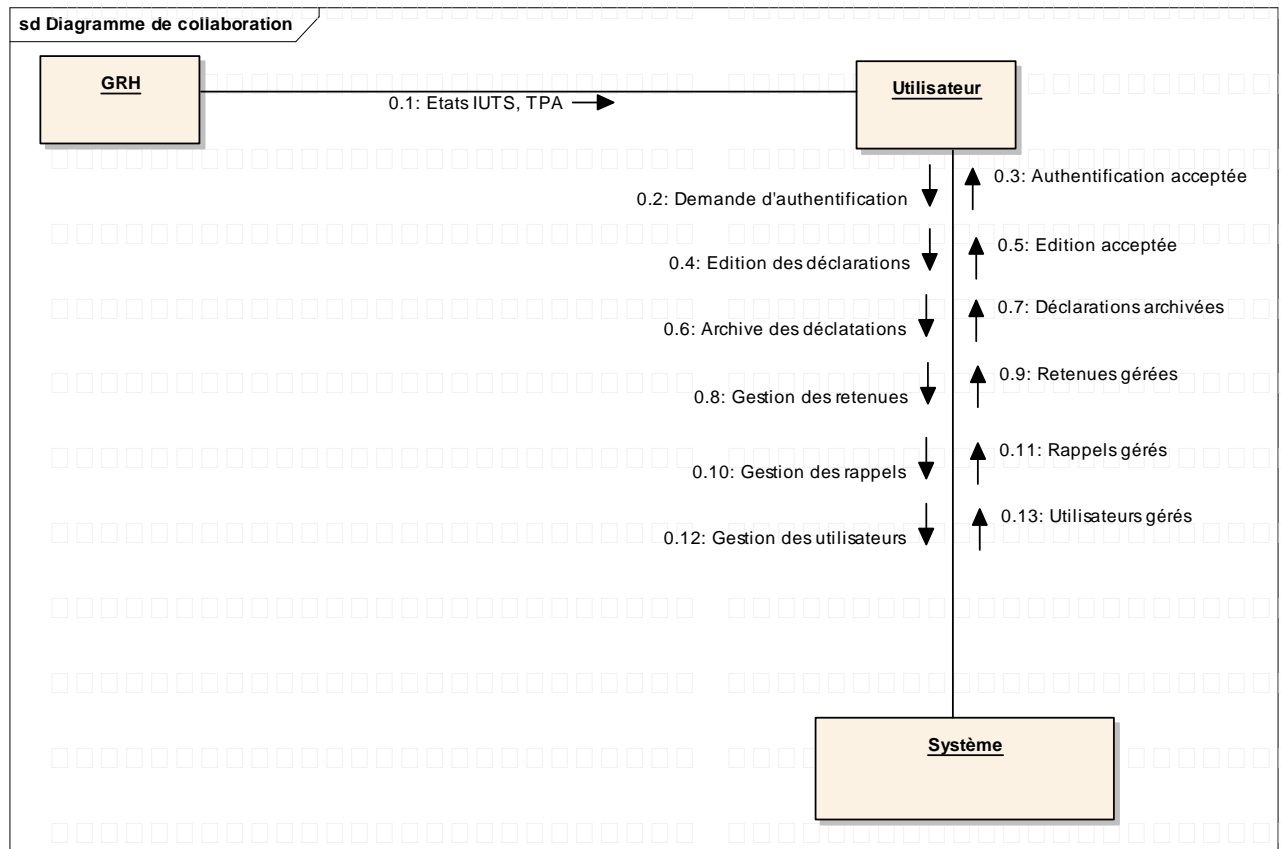 sd Diagramme de collaboration
GRH
Utilisateur
0.1: Etats IUTS, TPA
0.3: Authentification acceptée
0.2: Demande d'authentification
0.5: Edition acceptée
0.4: Edition des déclarations
0.7: Déclarations archivées
0.6: Archive des déclatations
0.9: Retenues gérées
0.8: Gestion des retenues
0.11: Rappels gérés
0.10: Gestion des rappels
0.13: Utilisateurs gérés
0.12: Gestion des utilisateurs
Système